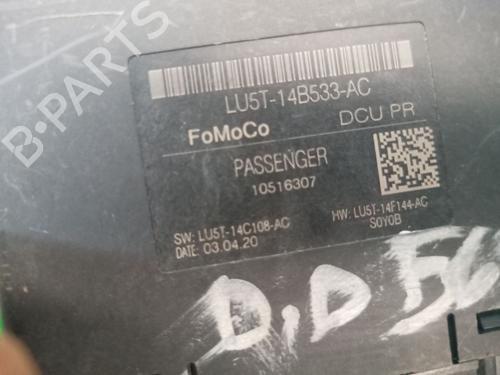 LU5T-14B533-AC
FoMoCo
DCU PR
PASSENGER
10516307
SW: LU5T-14C108-AC
DATE: 03.04.20
HW: LU5T-14F144-AC
S0Y0B
D,D 56
B-PARTS